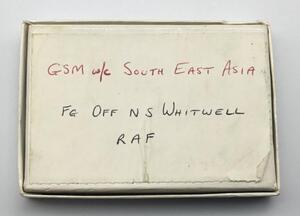 GSM w/c SOUTH EAST ASIA
FG OFF N S WHITWELL
RAF